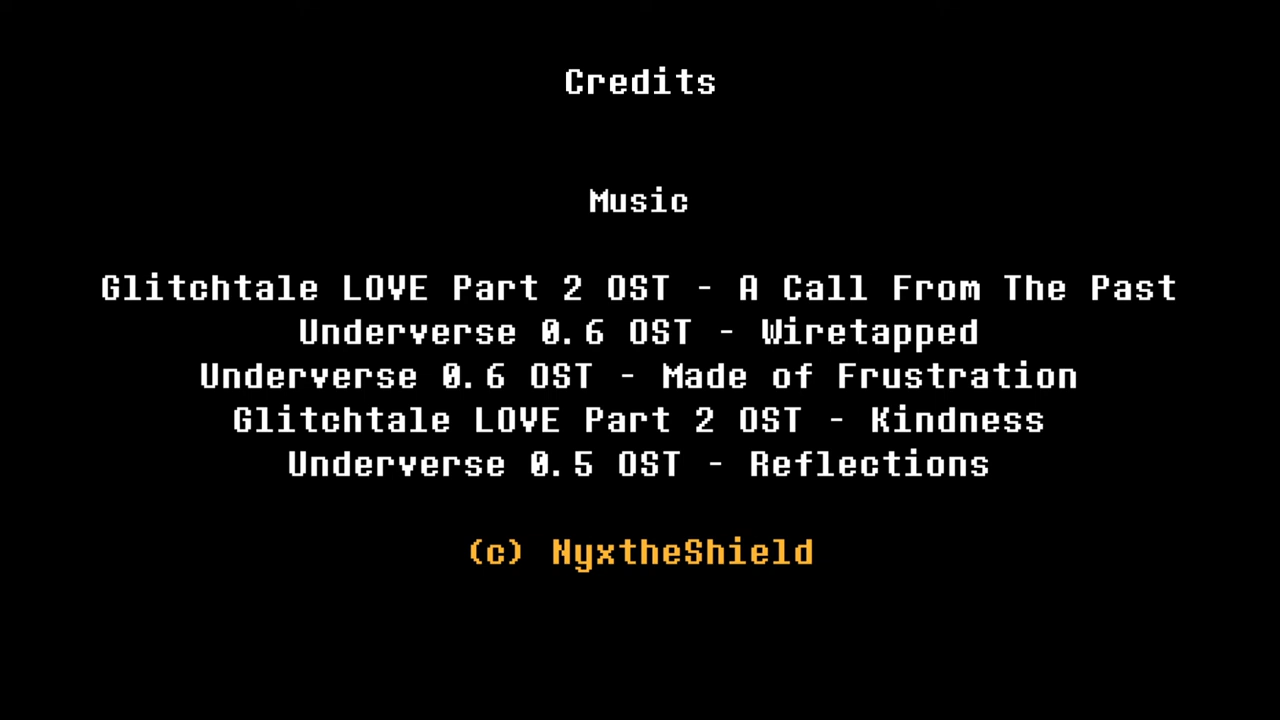 Credits
Music
Glitchtale LOVE Part 2 OST - A Call From The Past
Underverse 0.6 OST - Wiretapped
Underverse 0.6 OST - Made of Frustration
Glitchtale LOVE Part 2 OST - Kindness
Underverse 0.5 OST - Reflections
(c) NyxtheShield